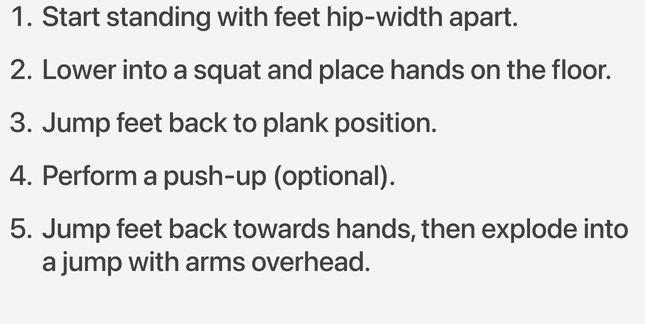 1. Start standing with feet hip-width apart.
2. Lower into a squat and place hands on the floor.
3. Jump feet back to plank position.
4. Perform a push-up (optional).
5. Jump feet back towards hands, then explode into
a jump with arms overhead.